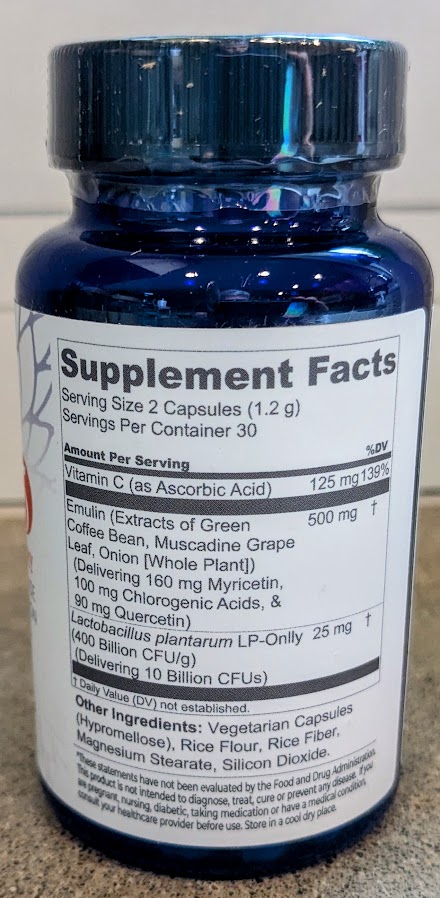 Supplement Facts
Serving Size 2 Capsules (1.2 g)
Servings Per Container 30
Amount Per Serving %DV
Vitamin C (as Ascorbic Acid) 125 mg 139%
Emulin (Extracts of Green 500 mg †
Coffee Bean, Muscadine Grape
Leaf, Onion [Whole Plant])
(Delivering 160 mg Myricetin,
100 mg Chlorogenic Acids, &
90 mg Quercetin)
Lactobacillus plantarum LP-Onlly 25 mg †
(400 Billion CFU/g)
(Delivering 10 Billion CFUs)
† Daily Value (DV) not established.
Other Ingredients: Vegetarian Capsules
(Hypromellose), Rice Flour, Rice Fiber,
Magnesium Stearate, Silicon Dioxide.
*These statements have not been evaluated by the Food and Drug Administration.
This product is not intended to diagnose, treat, cure or prevent any disease. If you
are pregnant, nursing, diabetic, taking medication or have a medical condition,
consult your healthcare provider before use. Store in a cool dry place.